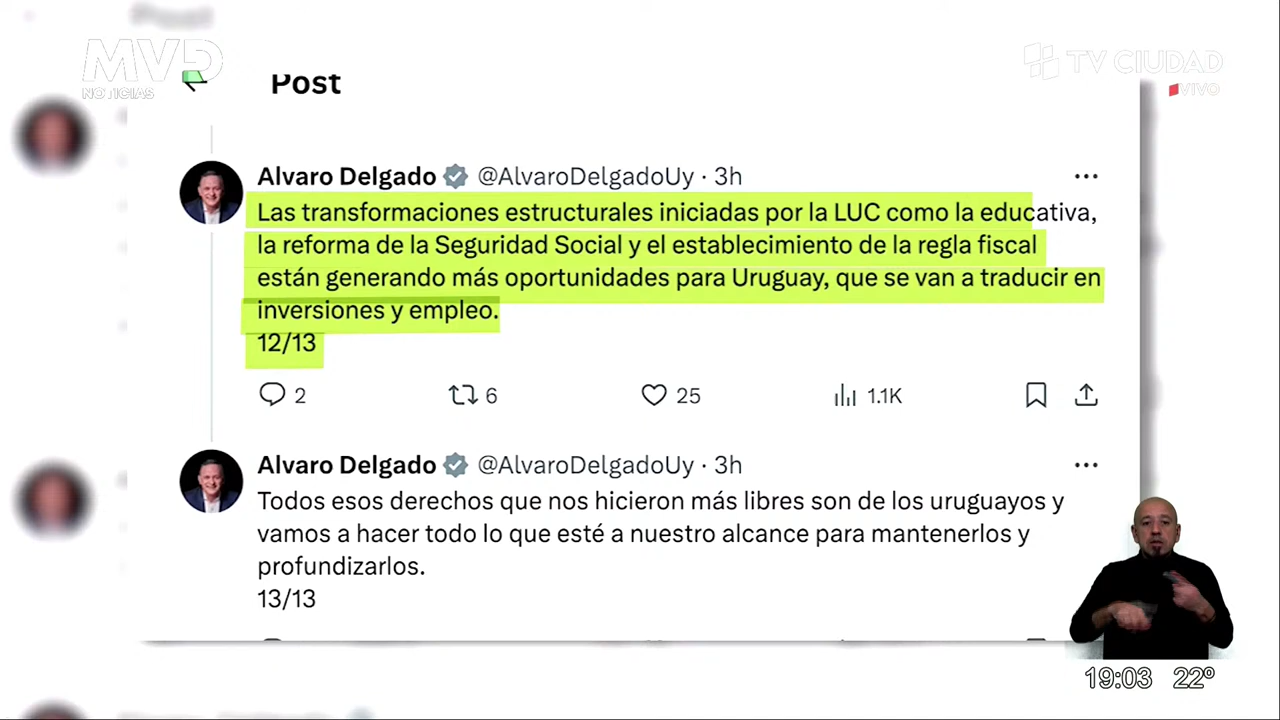 MVD
NOTICIAS
TV CIUDAD
VIVO
Post
Alvaro Delgado @AlvaroDelgadoUy · 3h
Las transformaciones estructurales iniciadas por la LUC como la educativa,
la reforma de la Seguridad Social y el establecimiento de la regla fiscal
están generando más oportunidades para Uruguay, que se van a traducir en
inversiones y empleo.
12/13
2 6 25 1.1K
Alvaro Delgado @AlvaroDelgadoUy · 3h
Todos esos derechos que nos hicieron más libres son de los uruguayos y
vamos a hacer todo lo que esté a nuestro alcance para mantenerlos y
profundizarlos.
13/13
19:03 22º